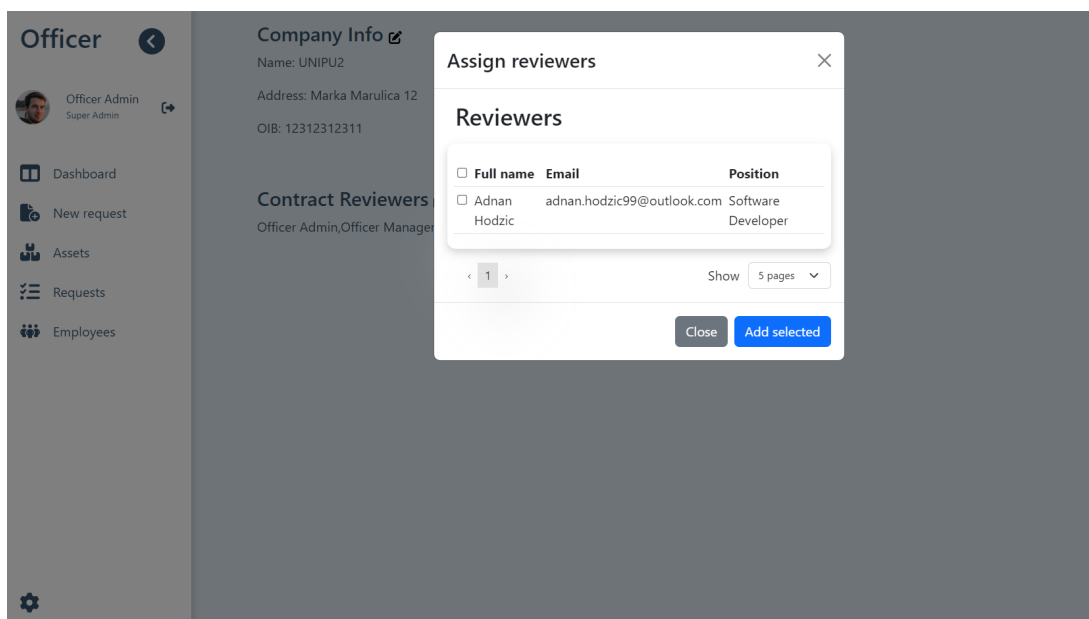 Officer
Officer Admin
Super Admin
Dashboard
New request
Assets
Requests
Employees
Company Info
Name: UNIPU2
Address: Marka Marulica 12
OIB: 12312312311
Contract Reviewers
Officer Admin,Officer Manager
Assign reviewers
Reviewers
Full name Email Position
Adnan adnan.hodzic99@outlook.com Software
Hodzic Developer
‹ 1 › Show 5 pages
Close Add selected